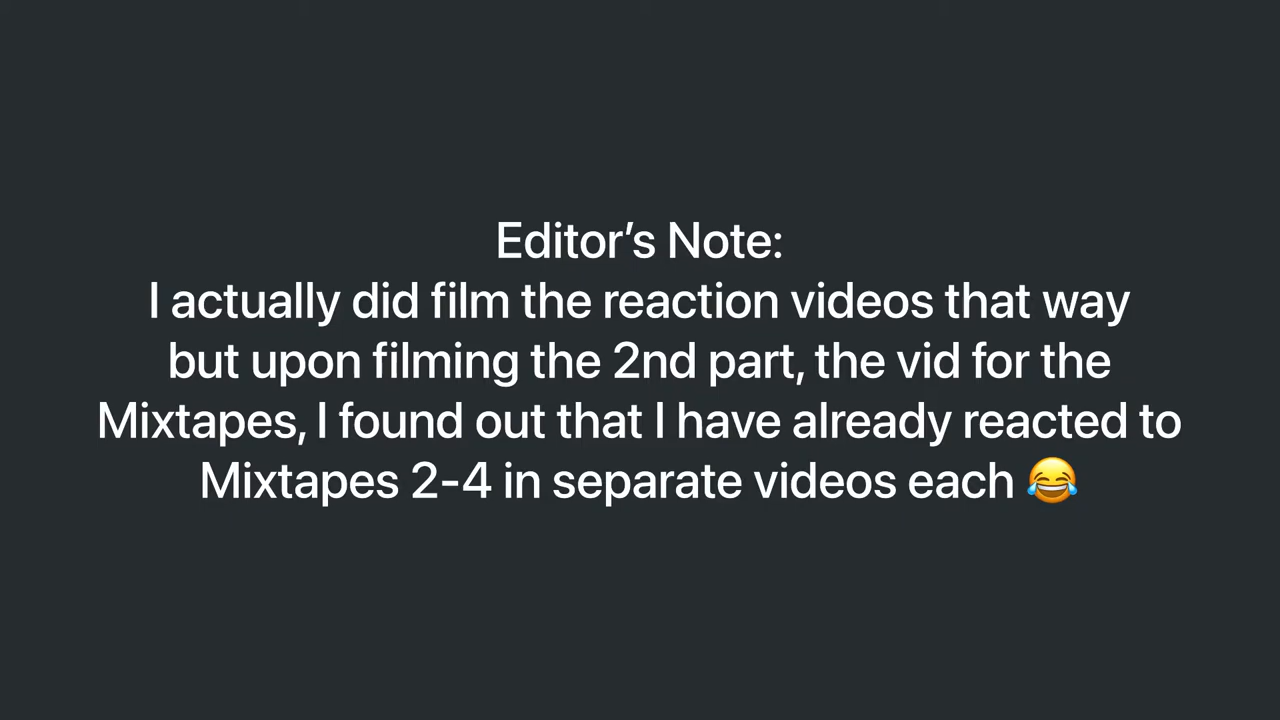 Editor’s Note:
I actually did film the reaction videos that way
but upon filming the 2nd part, the vid for the
Mixtapes, I found out that I have already reacted to
Mixtapes 2-4 in separate videos each 😂